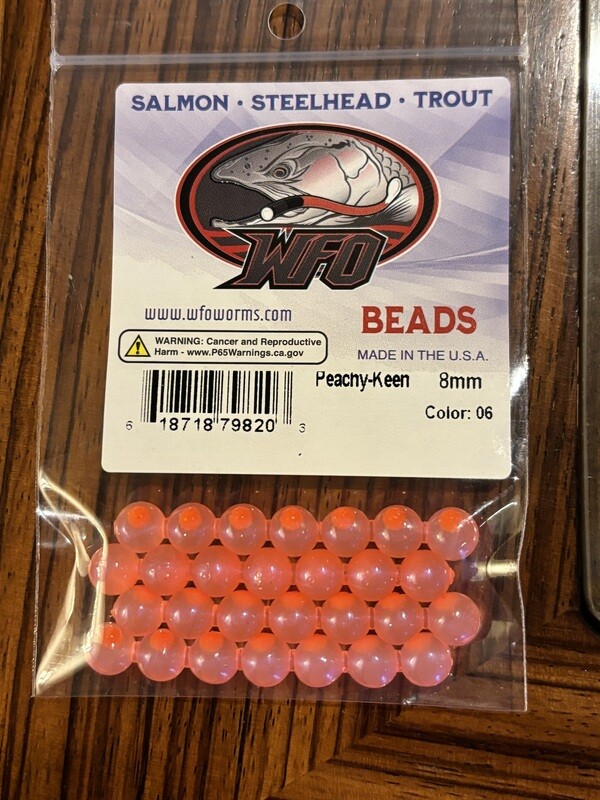 SALMON • STEELHEAD • TROUT
WFO
www.wfoworms.com
BEADS
WARNING: Cancer and Reproductive
Harm - www.P65Warnings.ca.gov
MADE IN THE U.S.A.
Peachy-Keen 8mm
Color: 06
6 18718 79820 3